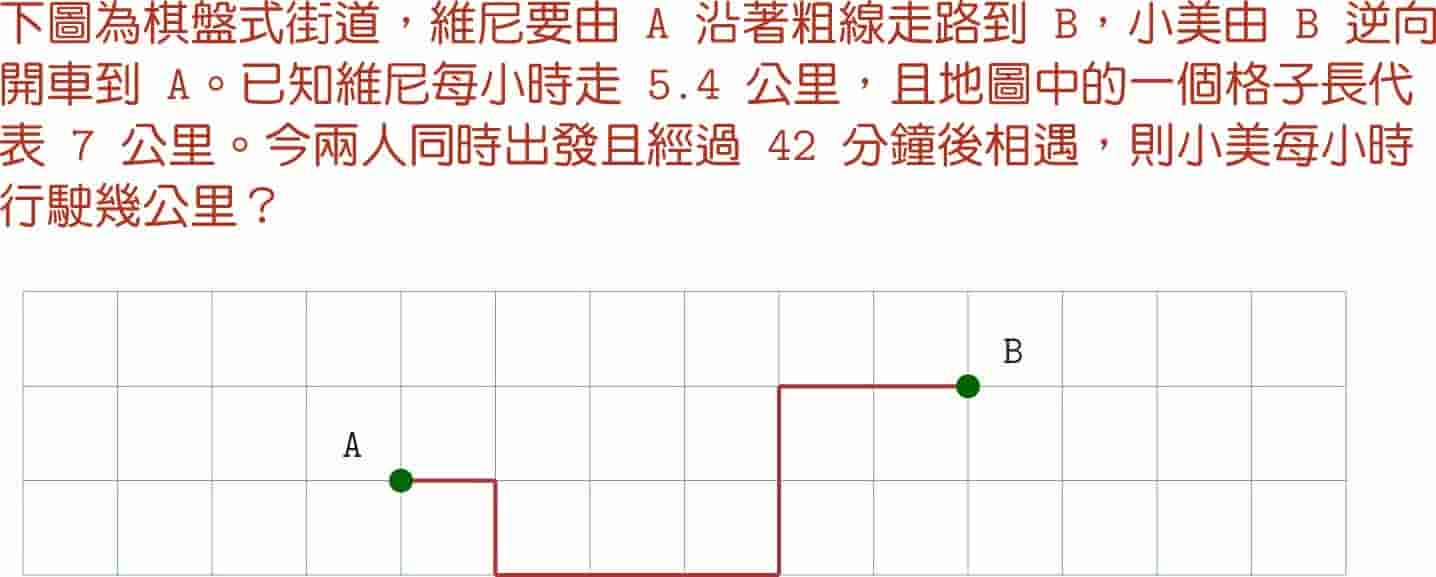 下圖為棋盤式街道，維尼要由 A 沿著粗線走路到 B，小美由 B 逆向
開車到 A。已知維尼每小時走 5.4 公里，且地圖中的一個格子長代
表 7 公里。今兩人同時出發且經過 42 分鐘後相遇，則小美每小時
行駛幾公里？
B
A